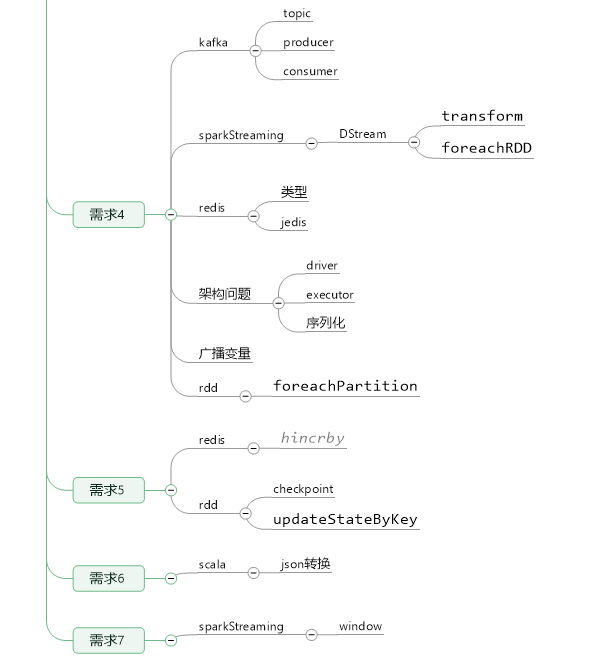 需求4
kafka
topic
producer
consumer
sparkStreaming
DStream
transform
foreachRDD
redis
类型
jedis
架构问题
driver
executor
序列化
广播变量
rdd
foreachPartition
需求5
redis
hincrby
rdd
checkpoint
updateStateByKey
需求6
scala
json转换
需求7
sparkStreaming
window